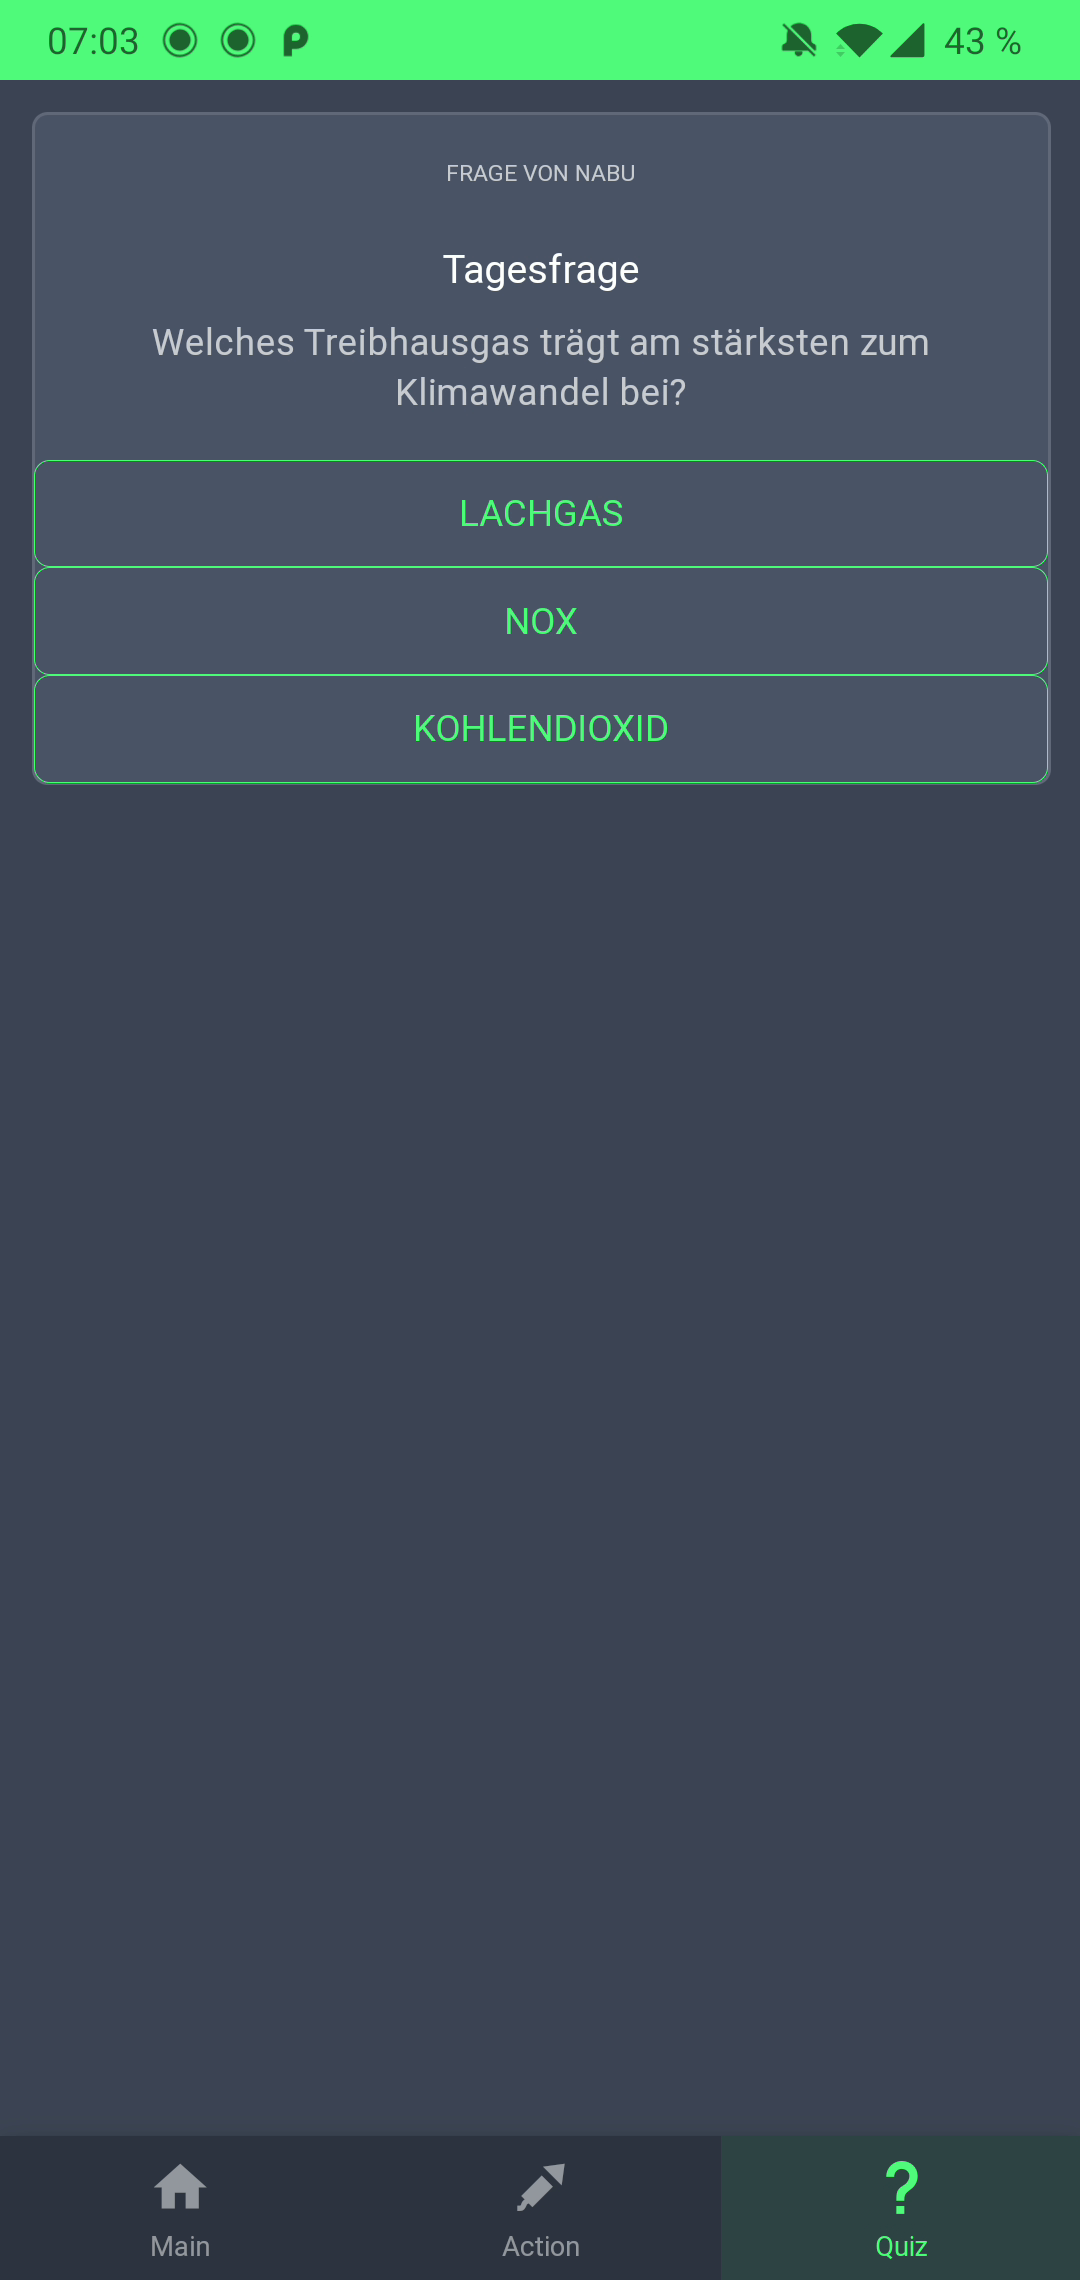 07:03
43 %
FRAGE VON NABU
Tagesfrage
Welches Treibhausgas trägt am stärksten zum
Klimawandel bei?
LACHGAS
NOX
KOHLENDIOXID
Main
Action
Quiz